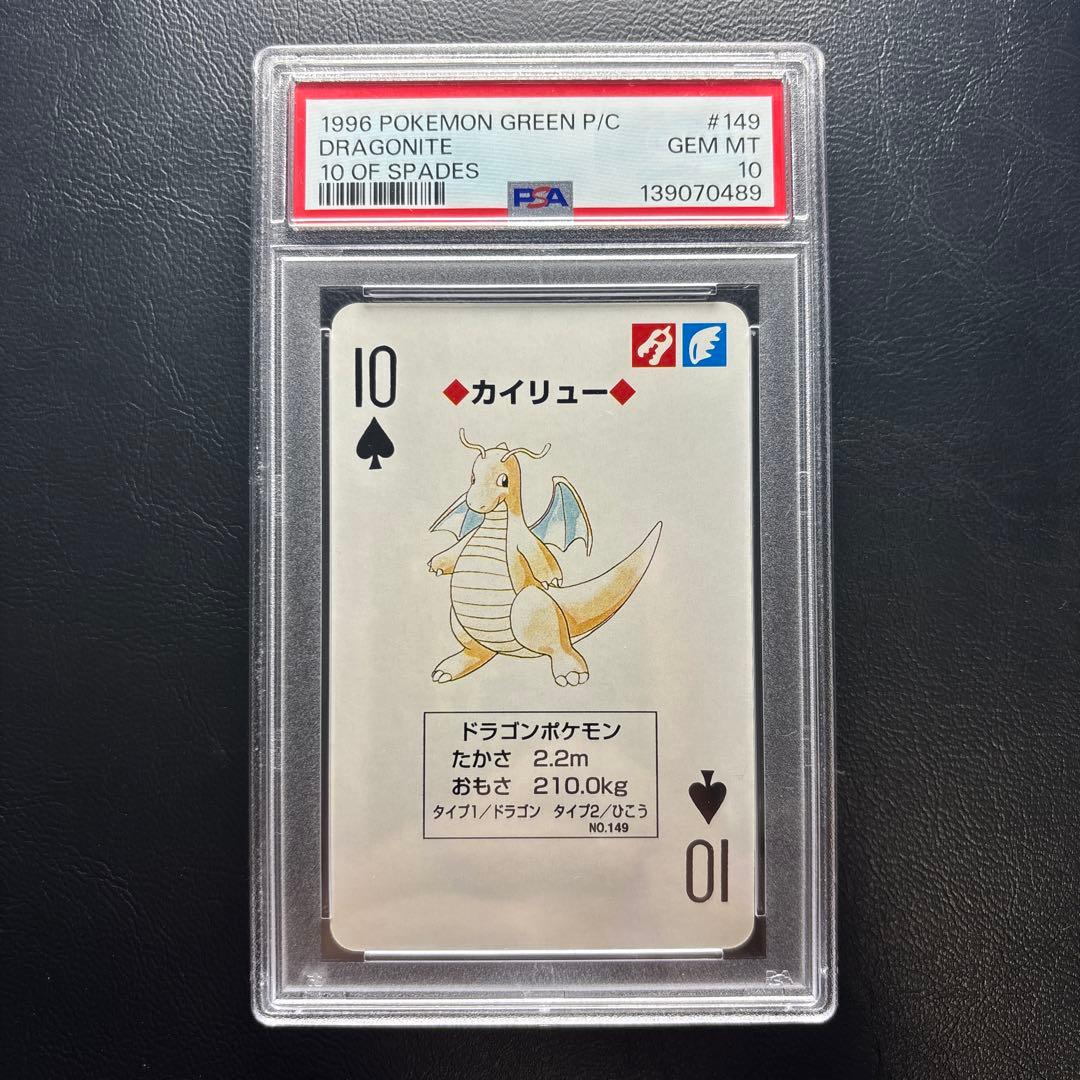 1996 POKEMON GREEN P/C #149
DRAGONITE GEM MT
10 OF SPADES 10
PSA 139070489
10
◆カイリュー◆
ドラゴンポケモン
たかさ 2.2m
おもさ 210.0kg
タイプ1/ドラゴン タイプ2/ひこう
NO.149
10